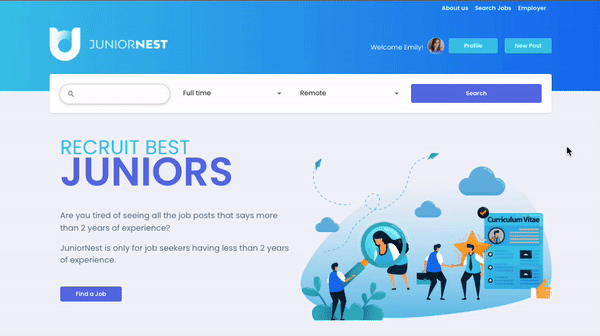 About us Search Jobs Employer
JUNIORNEST
Welcome Emily! Profile New Post
Full time Remote Search
RECRUIT BEST
JUNIORS
Are you tired of seeing all the job posts that says more
than 2 years of experience?
JuniorNest is only for job seekers having less than 2 years
of experience.
Find a Job
Curriculum Vitae